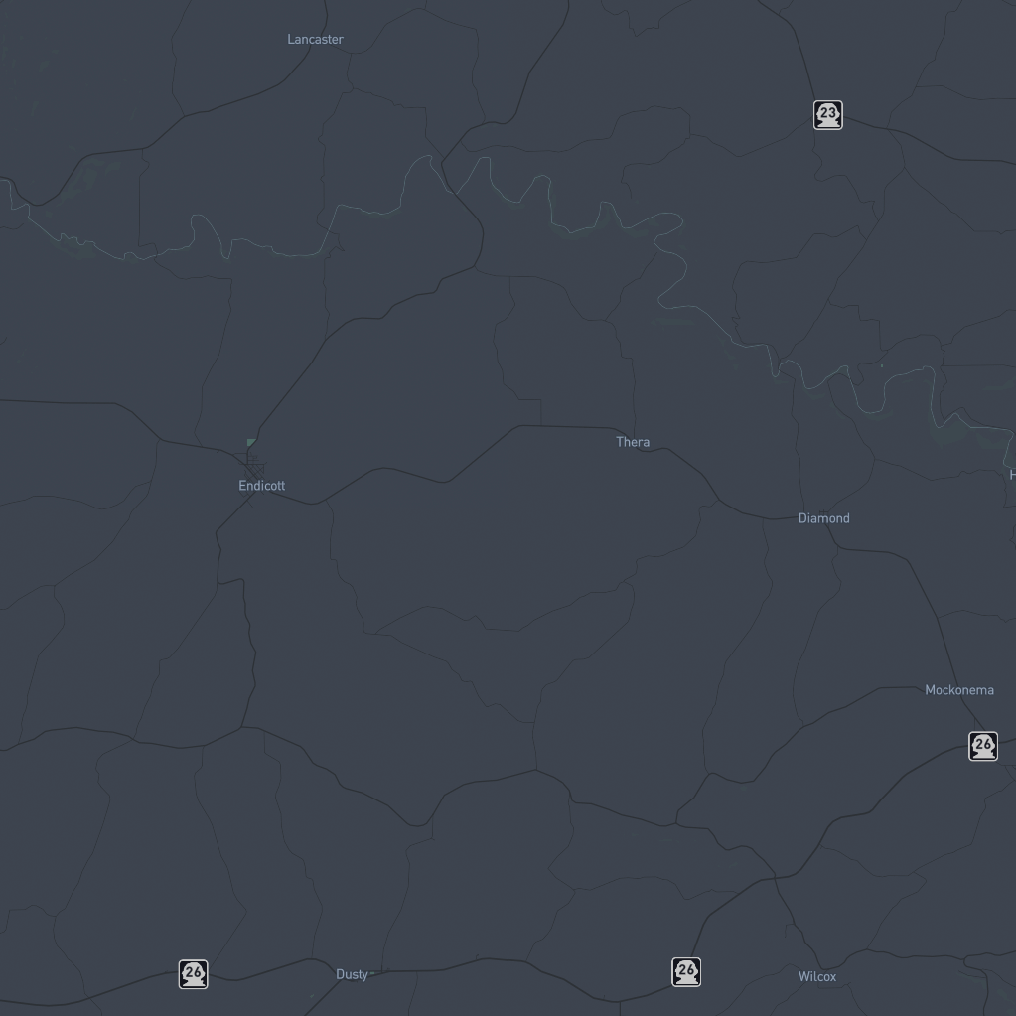 Lancaster
23
Thera
H
Endicott
Diamond
Mockonema
26
26
Dusty
26
Wilcox